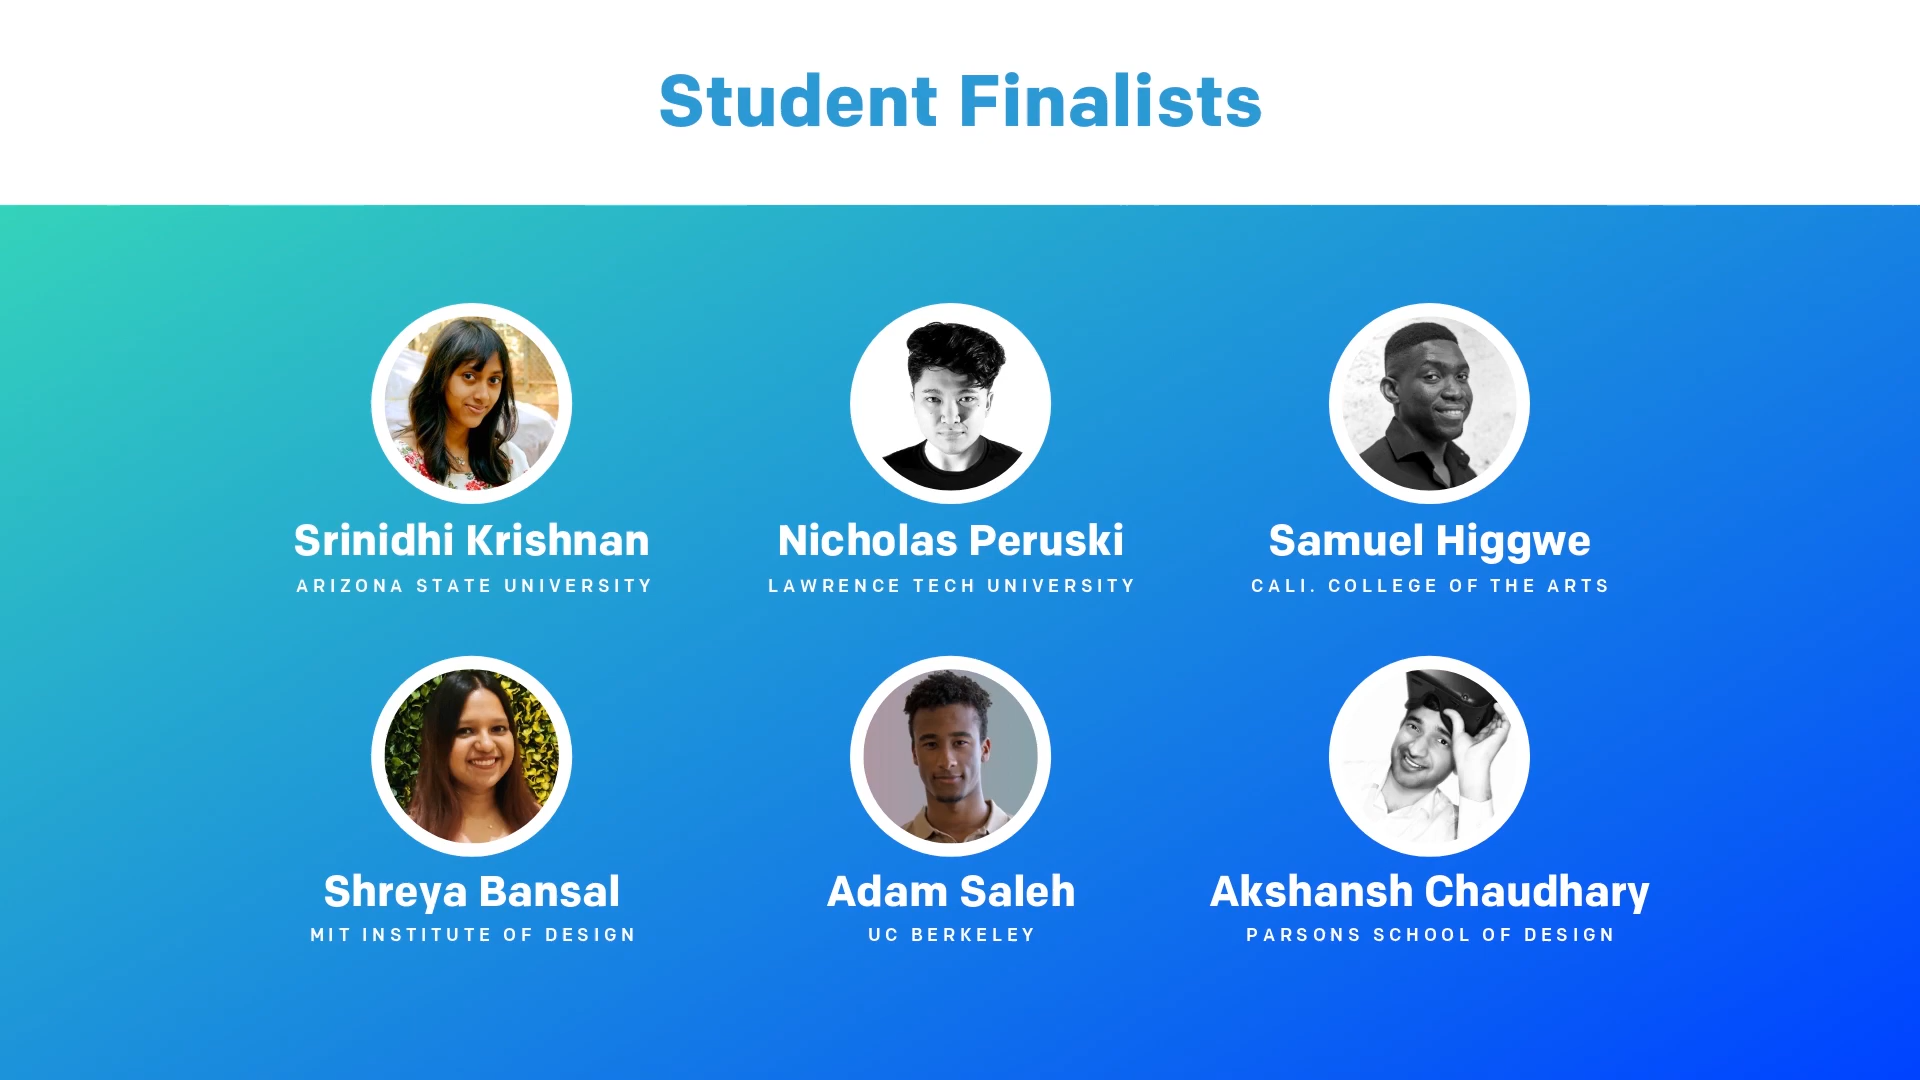 Student Finalists
Srinidhi Krishnan
ARIZONA STATE UNIVERSITY
Nicholas Peruski
LAWRENCE TECH UNIVERSITY
Samuel Higgwe
CALI. COLLEGE OF THE ARTS
Shreya Bansal
MIT INSTITUTE OF DESIGN
Adam Saleh
UC BERKELEY
Akshansh Chaudhary
PARSONS SCHOOL OF DESIGN